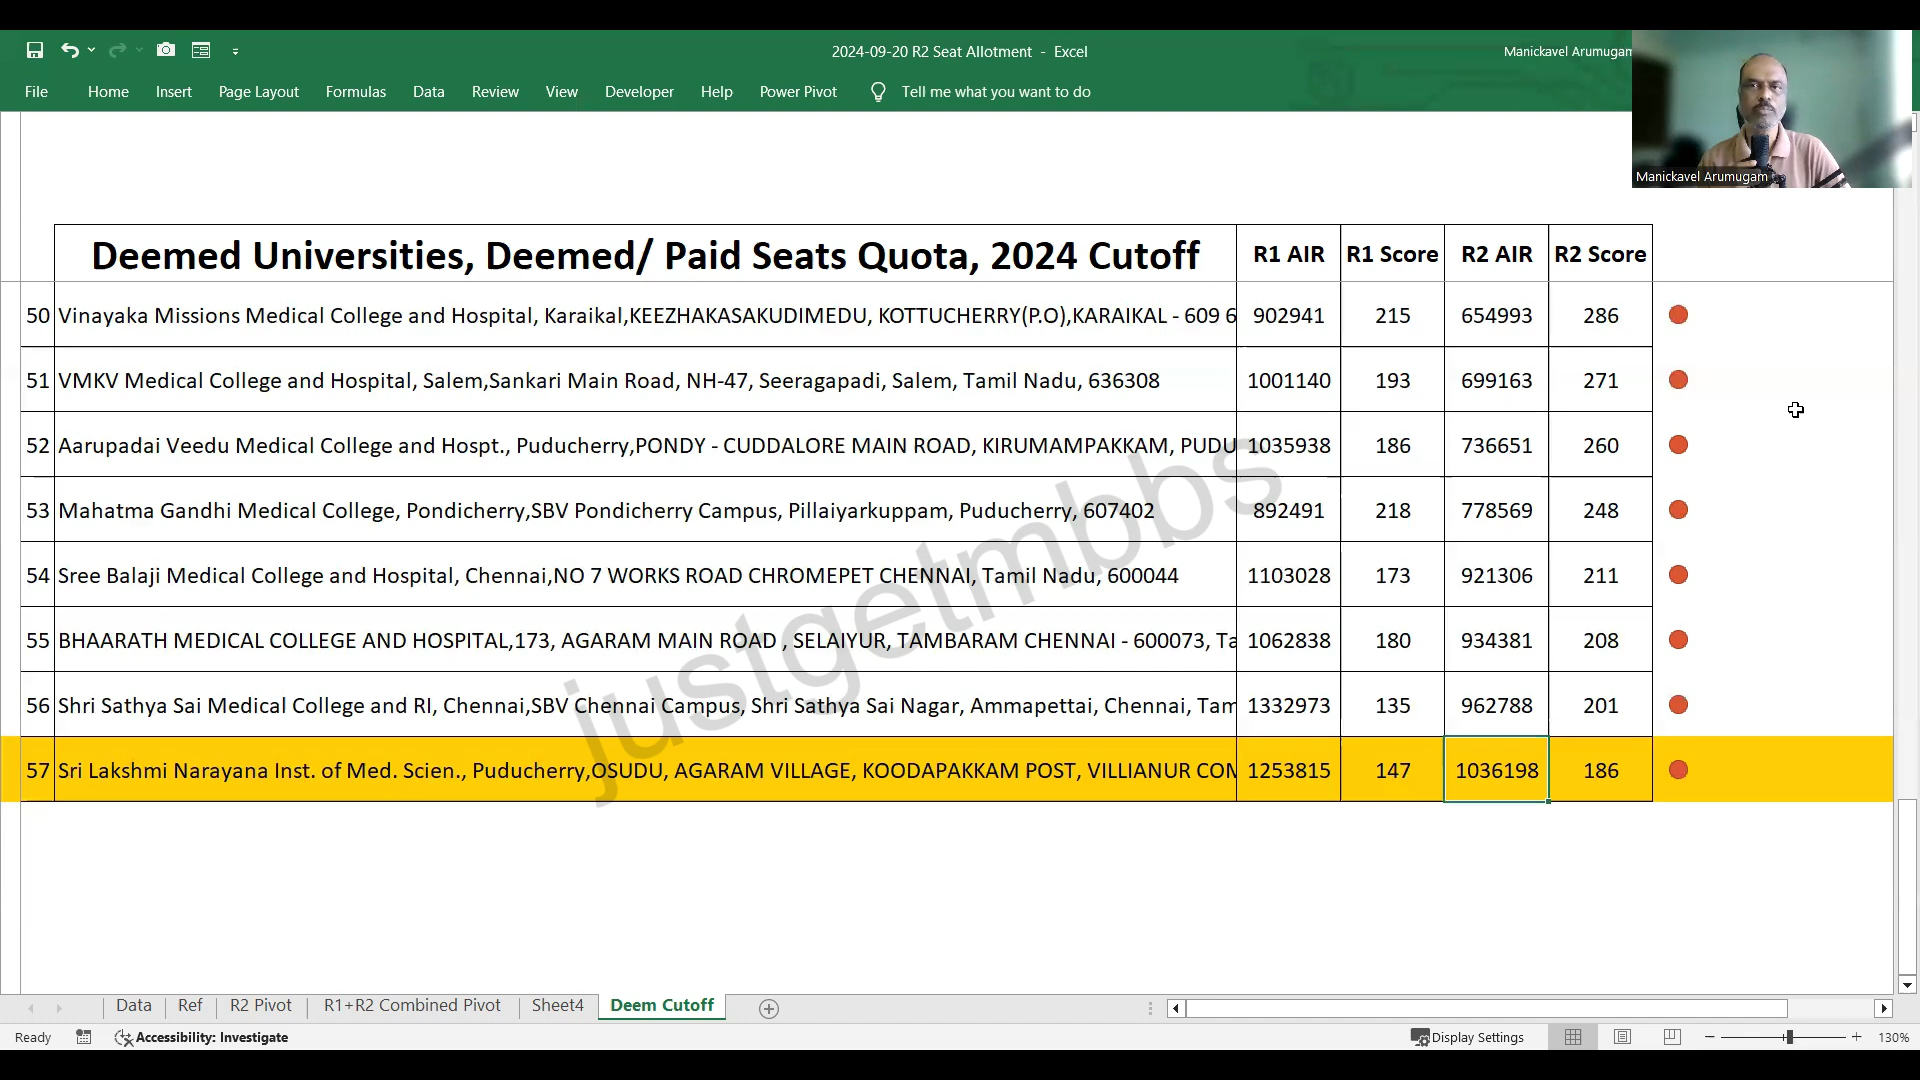 2024-09-20 R2 Seat Allotment - Excel
Manickavel Arumugam
File Home Insert Page Layout Formulas Data Review View Developer Help Power Pivot Tell me what you want to do
Manickavel Arumugam
Deemed Universities, Deemed/ Paid Seats Quota, 2024 Cutoff R1 AIR R1 Score R2 AIR R2 Score
50 Vinayaka Missions Medical College and Hospital, Karaikal,KEEZHAKASAKUDIMEDU, KOTTUCHERRY(P.O),KARAIKAL - 609 6 902941 215 654993 286
51 VMKV Medical College and Hospital, Salem,Sankari Main Road, NH-47, Seeragapadi, Salem, Tamil Nadu, 636308 1001140 193 699163 271
52 Aarupadai Veedu Medical College and Hospt., Puducherry,PONDY - CUDDALORE MAIN ROAD, KIRUMAMPAKKAM, PUDU 1035938 186 736651 260
53 Mahatma Gandhi Medical College, Pondicherry,SBV Pondicherry Campus, Pillaiyarkuppam, Puducherry, 607402 892491 218 778569 248
54 Sree Balaji Medical College and Hospital, Chennai,NO 7 WORKS ROAD CHROMEPET CHENNAI, Tamil Nadu, 600044 1103028 173 921306 211
55 BHAARATH MEDICAL COLLEGE AND HOSPITAL,173, AGARAM MAIN ROAD , SELAIYUR, TAMBARAM CHENNAI - 600073, Ta 1062838 180 934381 208
56 Shri Sathya Sai Medical College and RI, Chennai,SBV Chennai Campus, Shri Sathya Sai Nagar, Ammapettai, Chennai, Tam 1332973 135 962788 201
57 Sri Lakshmi Narayana Inst. of Med. Scien., Puducherry,OSUDU, AGARAM VILLAGE, KOODAPAKKAM POST, VILLIANUR COM 1253815 147 1036198 186
justgetmbbs
Data Ref R2 Pivot R1+R2 Combined Pivot Sheet4 Deem Cutoff
Ready Accessibility: Investigate Display Settings 130%